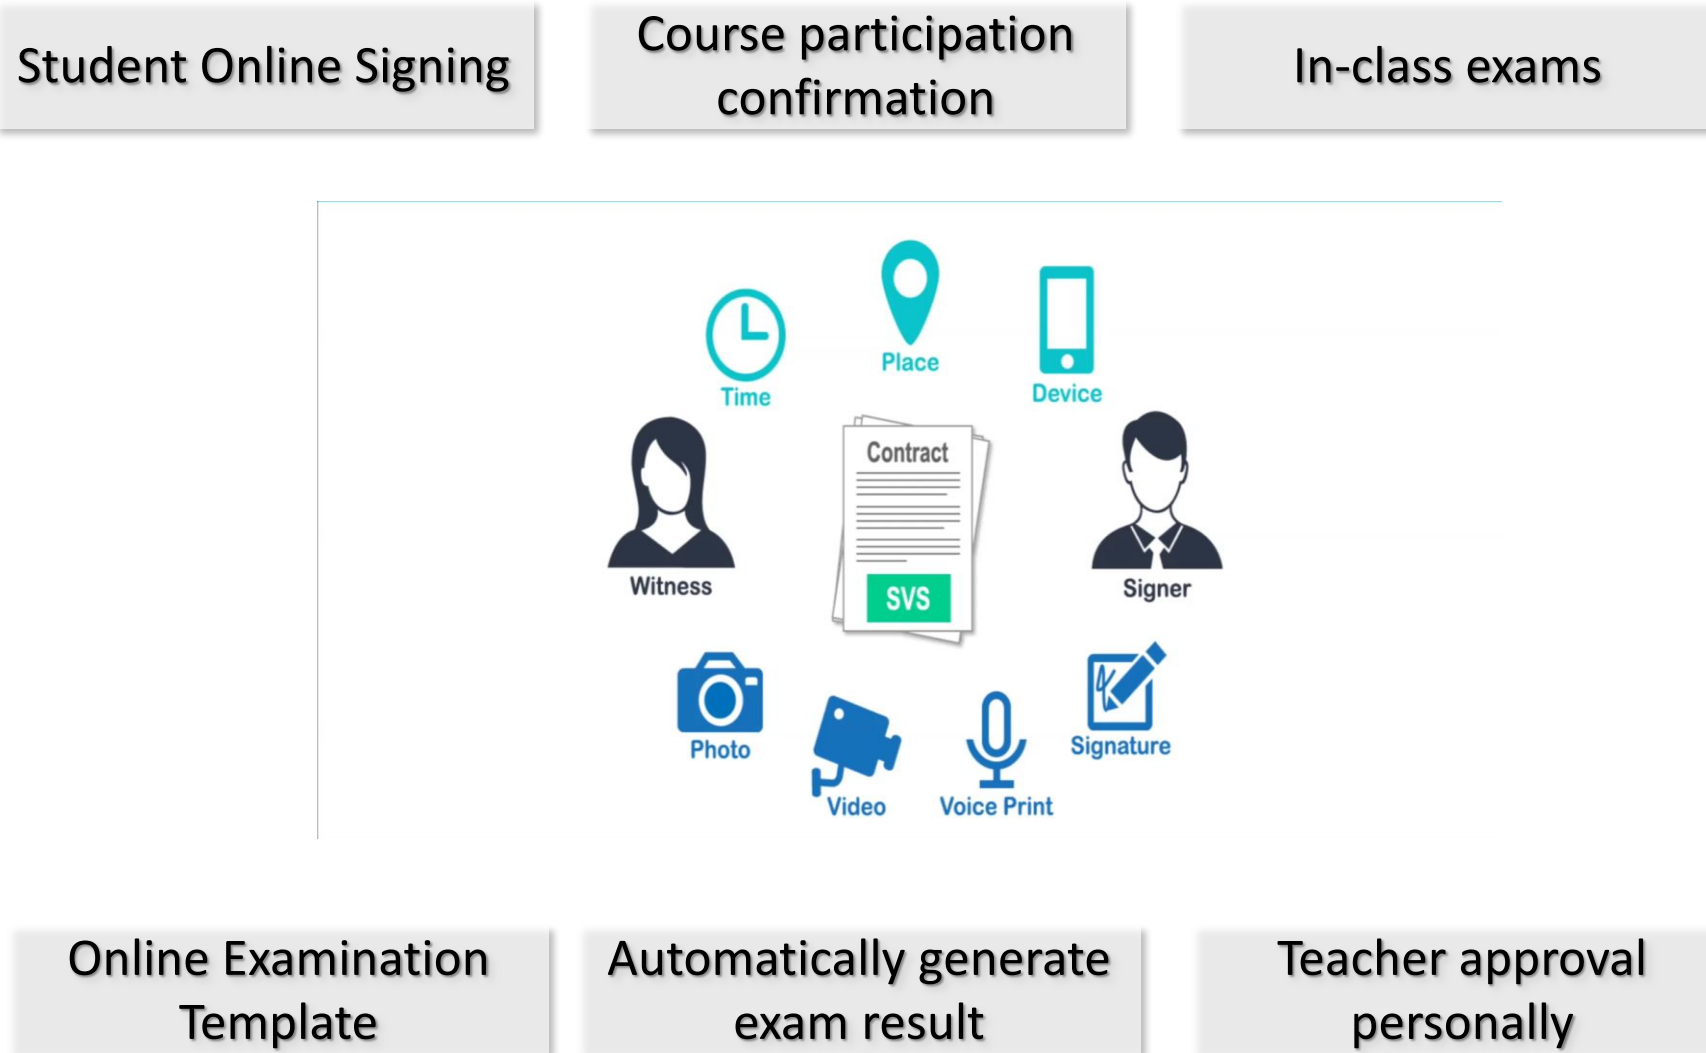 Student Online Signing
Course participation
confirmation
In-class exams
Place
Time
Device
Contract
Witness
SVS
Signer
Photo
Signature
Video
Voice Print
Online Examination
Template
Automatically generate
exam result
Teacher approval
personally